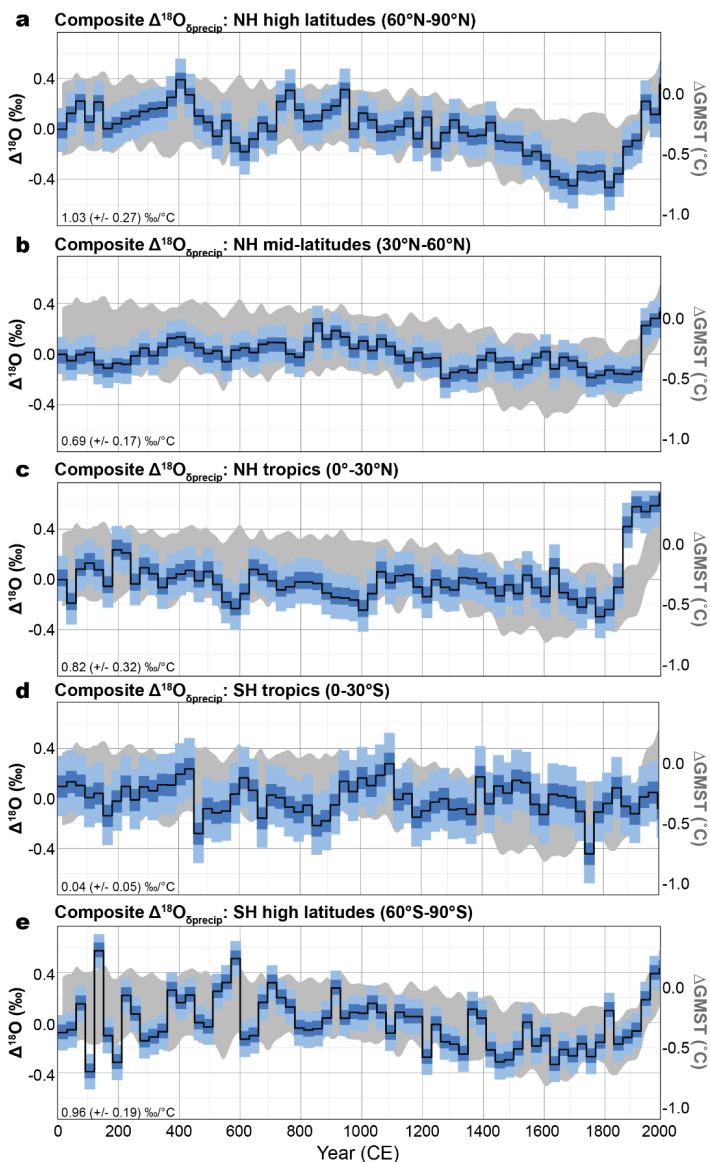 a Composite Δ¹⁸Oδprecip: NH high latitudes (60°N-90°N)
Δ¹⁸O (‰)
0.4
0.0
-0.4
0.0
-0.5
-1.0
ΔGMST (°C)
1.03 (+/- 0.27) ‰/°C
b Composite Δ¹⁸Oδprecip: NH mid-latitudes (30°N-60°N)
Δ¹⁸O (‰)
0.4
0.0
-0.4
0.0
-0.5
-1.0
ΔGMST (°C)
0.69 (+/- 0.17) ‰/°C
c Composite Δ¹⁸Oδprecip: NH tropics (0°-30°N)
Δ¹⁸O (‰)
0.4
0.0
-0.4
0.0
-0.5
-1.0
ΔGMST (°C)
0.82 (+/- 0.32) ‰/°C
d Composite Δ¹⁸Oδprecip: SH tropics (0-30°S)
Δ¹⁸O (‰)
0.4
0.0
-0.4
0.0
-0.5
-1.0
ΔGMST (°C)
0.04 (+/- 0.05) ‰/°C
e Composite Δ¹⁸Oδprecip: SH high latitudes (60°S-90°S)
Δ¹⁸O (‰)
0.4
0.0
-0.4
0.0
-0.5
-1.0
ΔGMST (°C)
0.96 (+/- 0.19) ‰/°C
0 200 400 600 800 1000 1200 1400 1600 1800 2000
Year (CE)